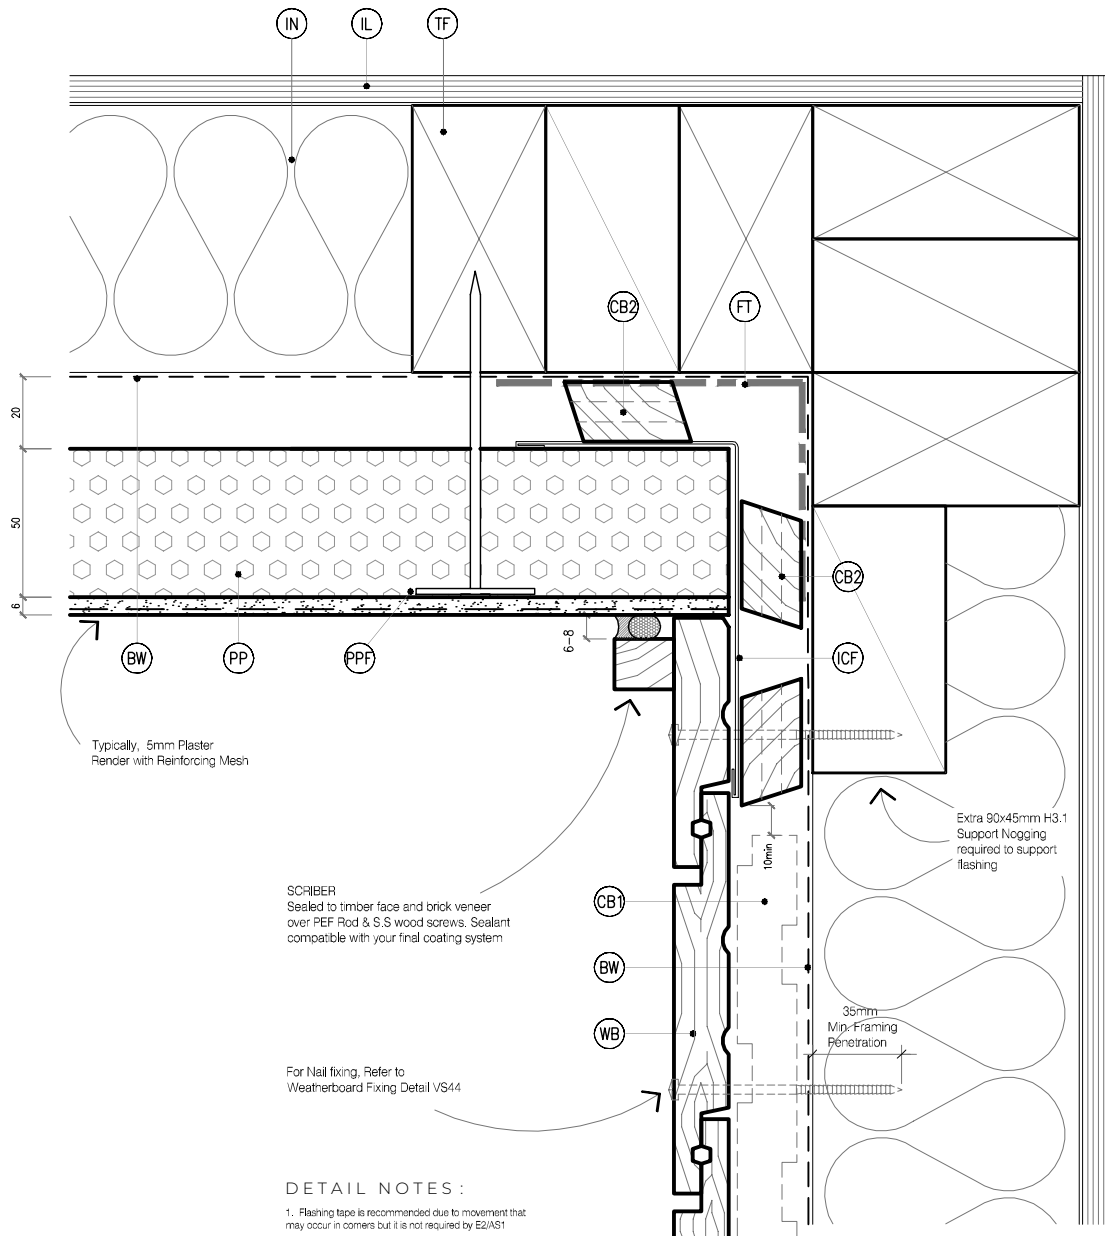 IN IL TF
CB2 FT
20
50
CB2
6
6-8
BW PP PPF ICF
Typically, 5mm Plaster
Render with Reinforcing Mesh
Extra 90x45mm H3.1
Support Nogging
required to support
flashing
10min
SCRIBER
Sealed to timber face and brick veneer
over PEF Rod & S.S wood screws. Sealant
compatible with your final coating system
CB1
BW
35mm
Min. Framing
Penetration
WB
For Nail fixing, Refer to
Weatherboard Fixing Detail VS44
DETAIL NOTES:
1. Flashing tape is recommended due to movement that
may occur in corners but it is not required by E2/AS1